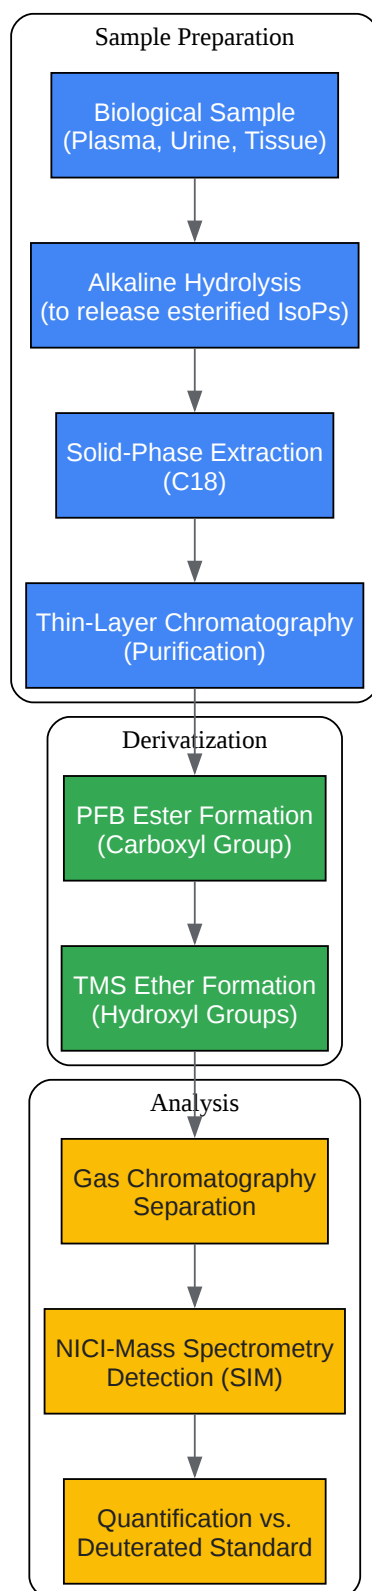 Sample Preparation
Biological Sample
(Plasma, Urine, Tissue)
Alkaline Hydrolysis
(to release esterified IsoPs)
Solid-Phase Extraction
(C18)
Thin-Layer Chromatography
(Purification)
Derivatization
PFB Ester Formation
(Carboxyl Group)
TMS Ether Formation
(Hydroxyl Groups)
Analysis
Gas Chromatography
Separation
NICI-Mass Spectrometry
Detection (SIM)
Quantification vs.
Deuterated Standard